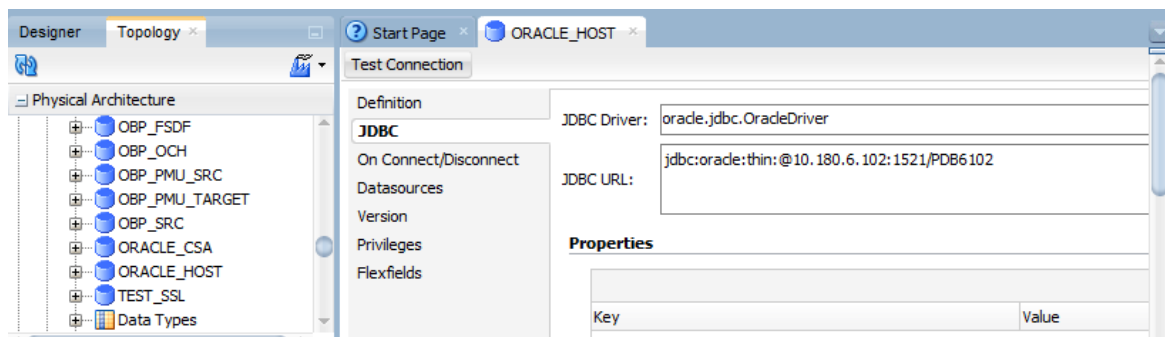 Designer Topology
Start Page ORACLE_HOST
Test Connection
Physical Architecture
OBP_FSDF
OBP_OCH
OBP_PMU_SRC
OBP_PMU_TARGET
OBP_SRC
ORACLE_CSA
ORACLE_HOST
TEST_SSL
Data Types
Definition
JDBC
On Connect/Disconnect
Datasources
Version
Privileges
Flexfields
JDBC Driver: oracle.jdbc.OracleDriver
JDBC URL: jdbc:oracle:thin:@10.180.6.102:1521/PDB6102
Properties
Key Value